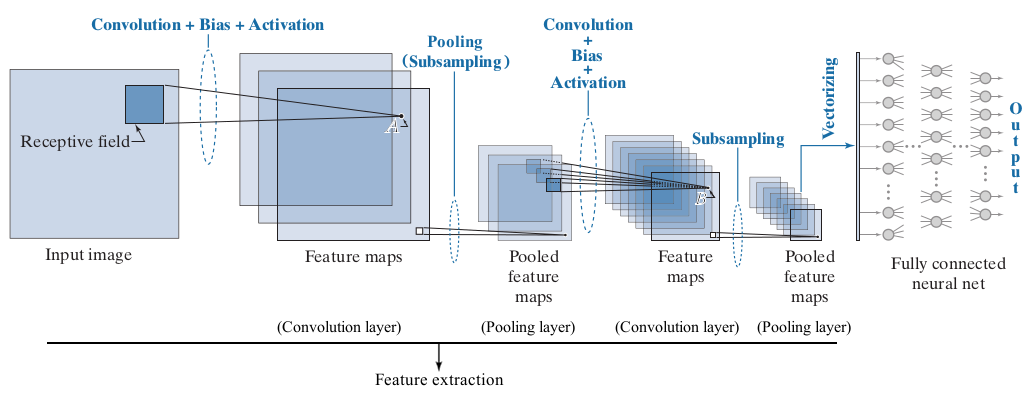 Convolution + Bias + Activation
Pooling
(Subsampling)
Convolution
+
Bias
+
Activation
Subsampling
Vectorizing
Output
Receptive field
A
B
Input image
Feature maps
Pooled
feature
maps
Feature
maps
Pooled
feature
maps
Fully connected
neural net
(Convolution layer)
(Pooling layer)
(Convolution layer)
(Pooling layer)
Feature extraction